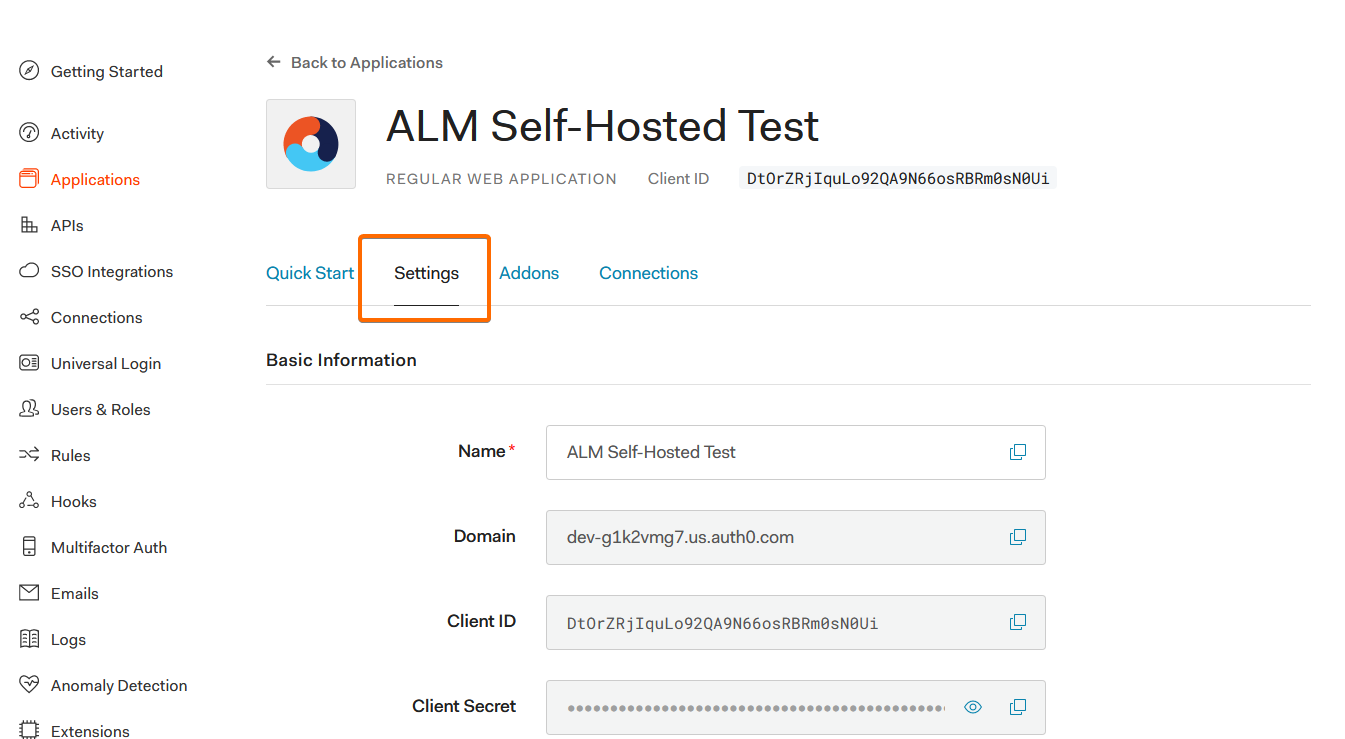 Getting Started
Activity
Applications
APIs
SSO Integrations
Connections
Universal Login
Users & Roles
Rules
Hooks
Multifactor Auth
Emails
Logs
Anomaly Detection
Extensions
← Back to Applications
ALM Self-Hosted Test
REGULAR WEB APPLICATION Client ID DtOrZRjIquLo92QA9N66osRBRm0sN0Ui
Quick Start Settings Addons Connections
Basic Information
Name * ALM Self-Hosted Test
Domain dev-g1k2vmg7.us.auth0.com
Client ID DtOrZRjIquLo92QA9N66osRBRm0sN0Ui
Client Secret